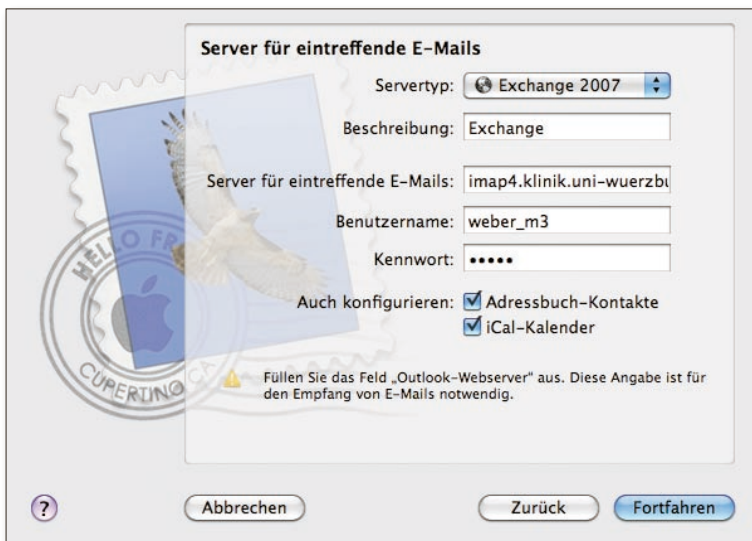 Server für eintreffende E-Mails
Servertyp: Exchange 2007
Beschreibung: Exchange
Server für eintreffende E-Mails: imap4.klinik.uni-wuerzbu
Benutzername: weber_m3
Kennwort: •••••
Auch konfigurieren: Adressbuch-Kontakte
iCal-Kalender
Füllen Sie das Feld „Outlook-Webserver“ aus. Diese Angabe ist für
den Empfang von E-Mails notwendig.
HELLO FR
CUPERTINO CA
? Abbrechen Zurück Fortfahren